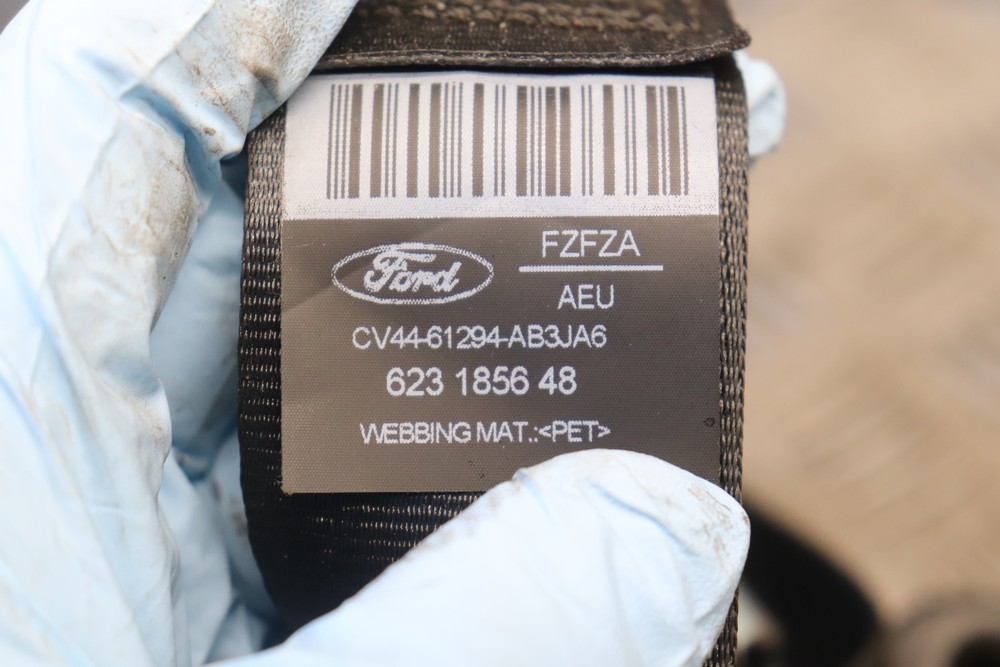 Ford
FZFZA
AEU
CV44-61294-AB3JA6
623 1856 48
WEBBING MAT.:<PET>